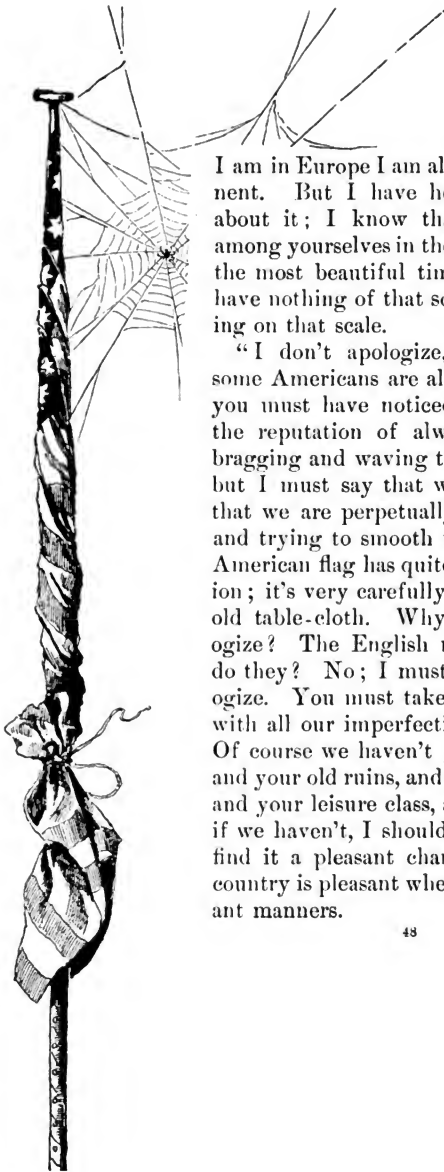 I am in Europe I am al
nent. But I have he
about it; I know tha
among yourselves in the
the most beautiful tim
have nothing of that so
ing on that scale.
“I don't apologize,
some Americans are al
you must have noticed
the reputation of alw
bragging and waving t
but I must say that w
that we are perpetually
and trying to smooth
American flag has quite
ion; it's very carefully
old table-cloth. Why
ogize? The English
do they? No; I must
ogize. You must take
with all our imperfecti
Of course we haven't
and your old ruins, and
and your leisure class,
if we haven't, I should
find it a pleasant chan
country is pleasant whe
ant manners.
48